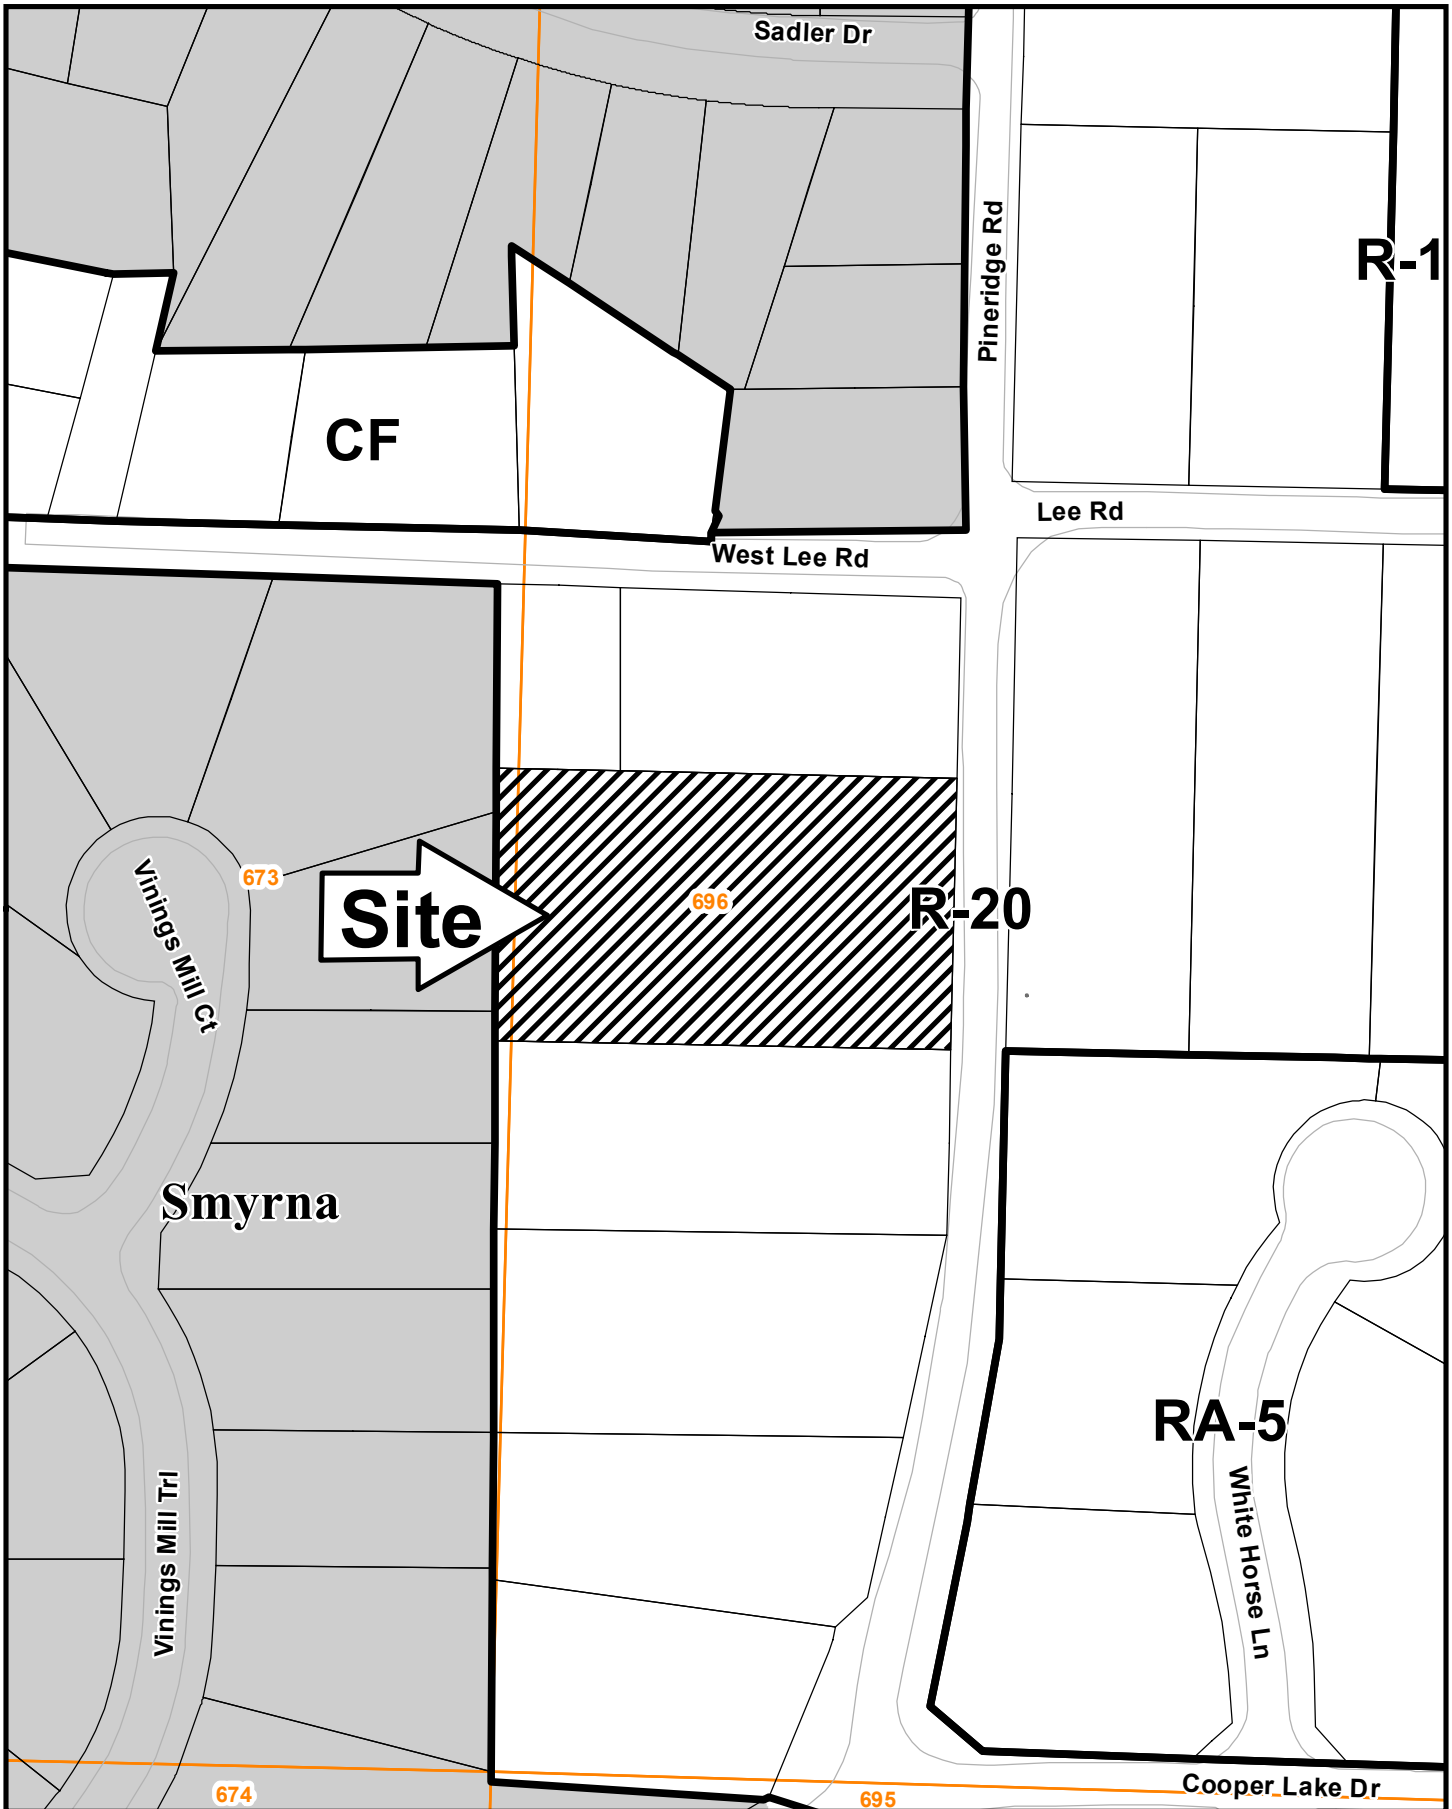 Sadler Dr
Pineridge Rd
R-1
CF
Lee Rd
West Lee Rd
673
Vinings Mill Ct
Site
696
R-20
Smyrna
RA-5
White Horse Ln
Vinings Mill Trl
Cooper Lake Dr
674
695